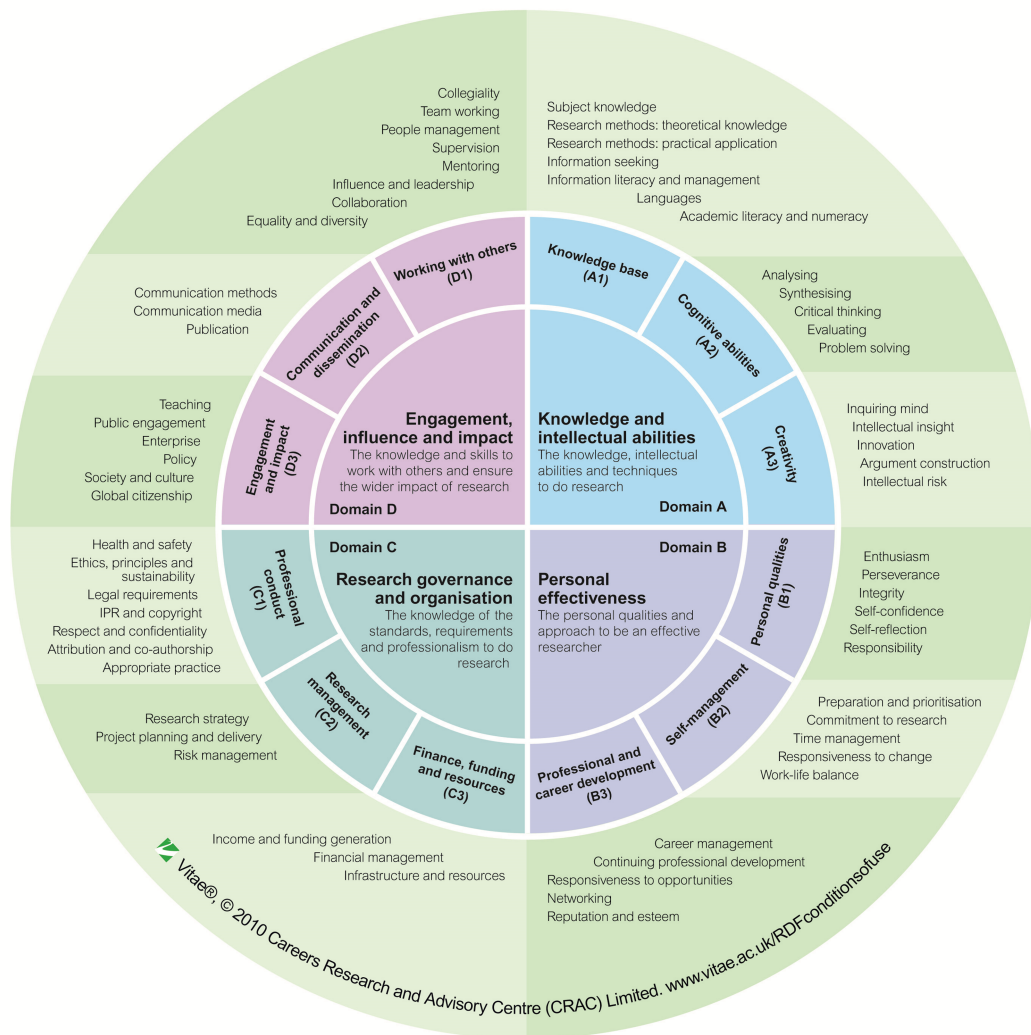 Collegiality
Team working
People management
Supervision
Mentoring
Influence and leadership
Collaboration
Equality and diversity
Subject knowledge
Research methods: theoretical knowledge
Research methods: practical application
Information seeking
Information literacy and management
Languages
Academic literacy and numeracy
Working with others
(D1)
Knowledge base
(A1)
Communication methods
Communication media
Publication
Communication and
dissemination
(D2)
Cognitive abilities
(A2)
Analysing
Synthesising
Critical thinking
Evaluating
Problem solving
Teaching
Public engagement
Enterprise
Policy
Society and culture
Global citizenship
Engagement
and impact
(D3)
Engagement,
influence and impact
The knowledge and skills to
work with others and ensure
the wider impact of research
Domain D
Knowledge and
intellectual abilities
The knowledge, intellectual
abilities and techniques
to do research
Domain A
Creativity
(A3)
Inquiring mind
Intellectual insight
Innovation
Argument construction
Intellectual risk
Health and safety
Ethics, principles and
sustainability
Legal requirements
IPR and copyright
Respect and confidentiality
Attribution and co-authorship
Appropriate practice
Professional
conduct
(C1)
Domain C
Research governance
and organisation
The knowledge of the
standards, requirements
and professionalism to do
research
Domain B
Personal
effectiveness
The personal qualities and
approach to be an effective
researcher
Personal qualities
(B1)
Enthusiasm
Perseverance
Integrity
Self-confidence
Self-reflection
Responsibility
Research strategy
Project planning and delivery
Risk management
Research
management
(C2)
Self-management
(B2)
Preparation and prioritisation
Commitment to research
Time management
Responsiveness to change
Work-life balance
Finance, funding
and resources
(C3)
Professional and
career development
(B3)
Income and funding generation
Financial management
Infrastructure and resources
Career management
Continuing professional development
Responsiveness to opportunities
Networking
Reputation and esteem
Vitae®, © 2010 Careers Research and Advisory Centre (CRAC) Limited. www.vitae.ac.uk/RDFconditionsofuse